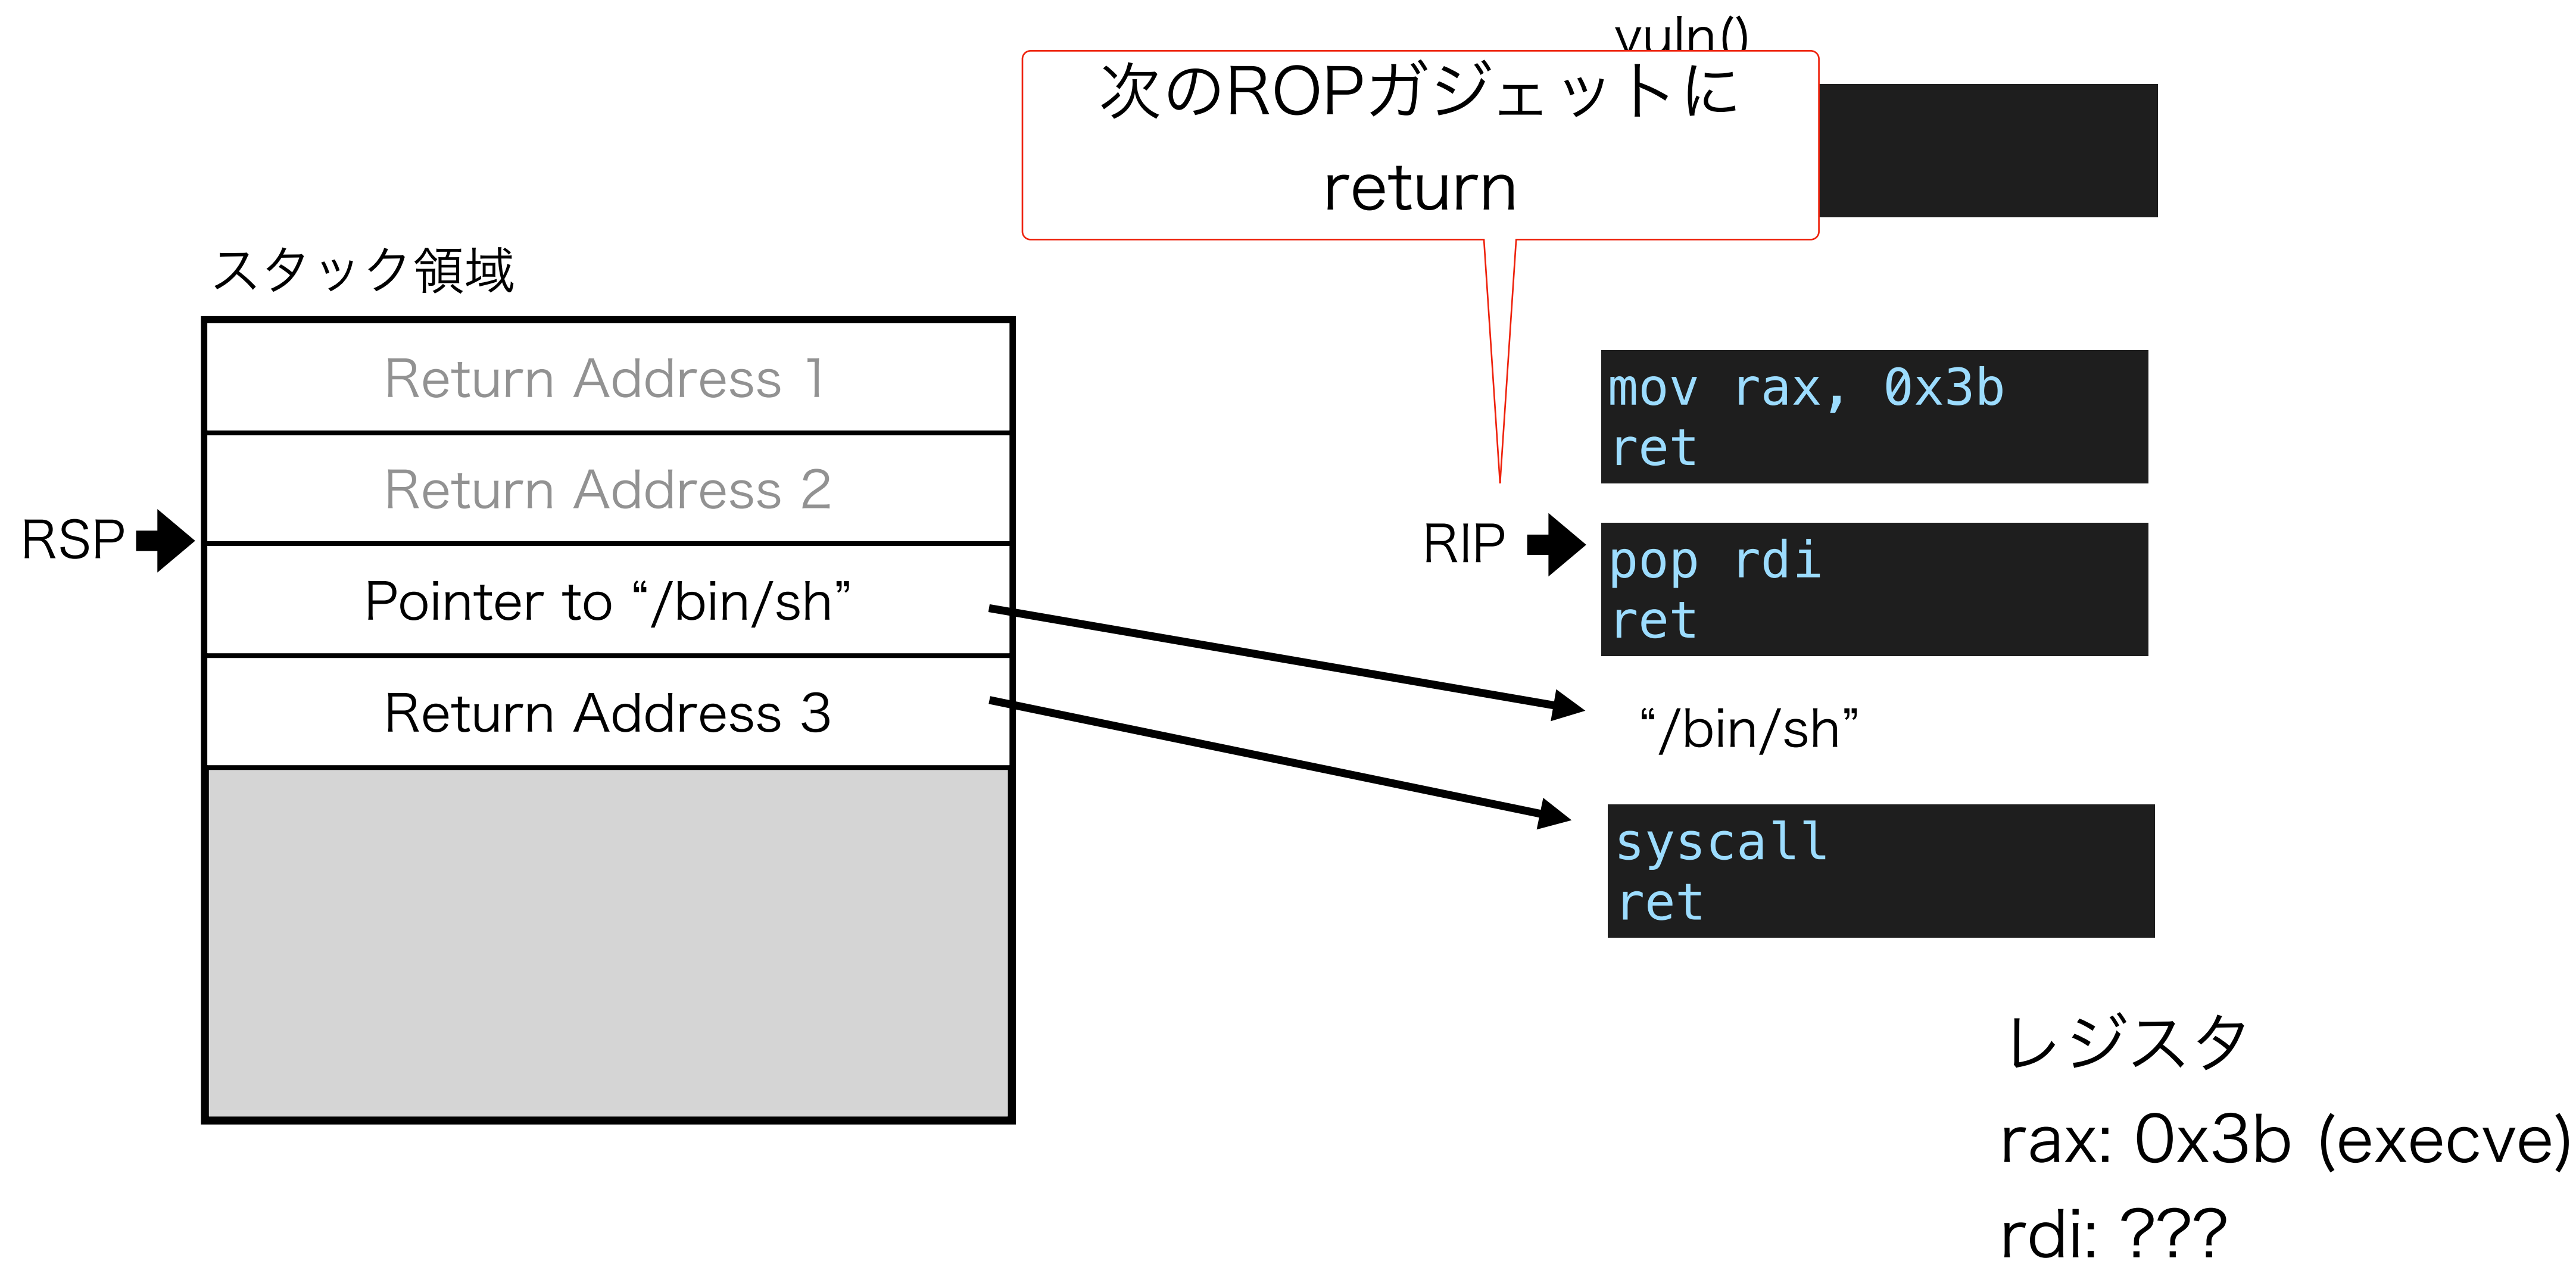 vuln()
次のROPガジェットに
return
スタック領域
Return Address 1
Return Address 2
RSP
Pointer to “/bin/sh”
Return Address 3
mov rax, 0x3b
ret
RIP
pop rdi
ret
“/bin/sh”
syscall
ret
レジスタ
rax: 0x3b (execve)
rdi: ???